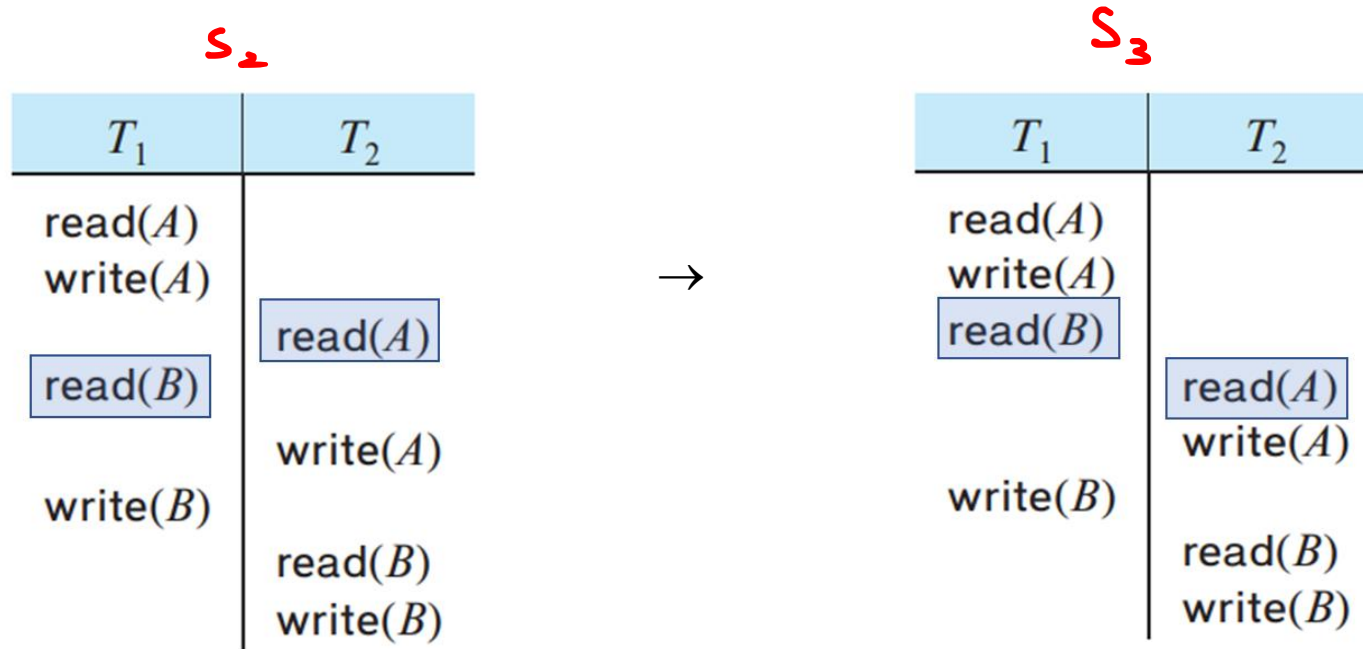 S₂
T₁ T₂
read(A)
write(A)
read(A)
read(B)
write(A)
write(B)
read(B)
write(B)
→
S₃
T₁ T₂
read(A)
write(A)
read(B)
read(A)
write(A)
write(B)
read(B)
write(B)